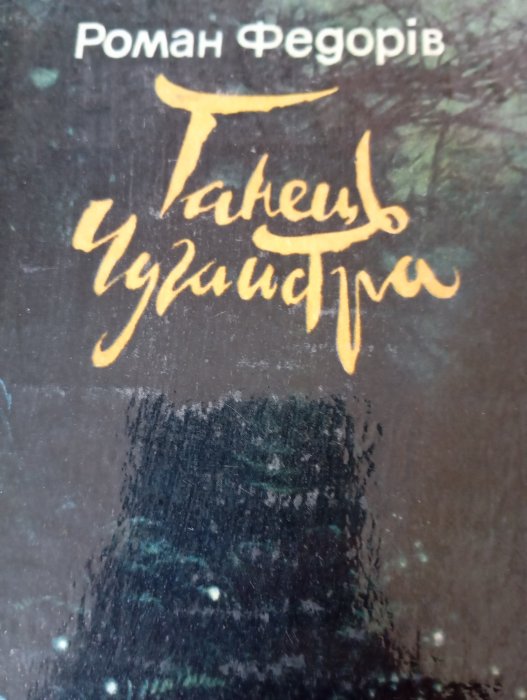 Роман Федорів
Танець
Чугайстра